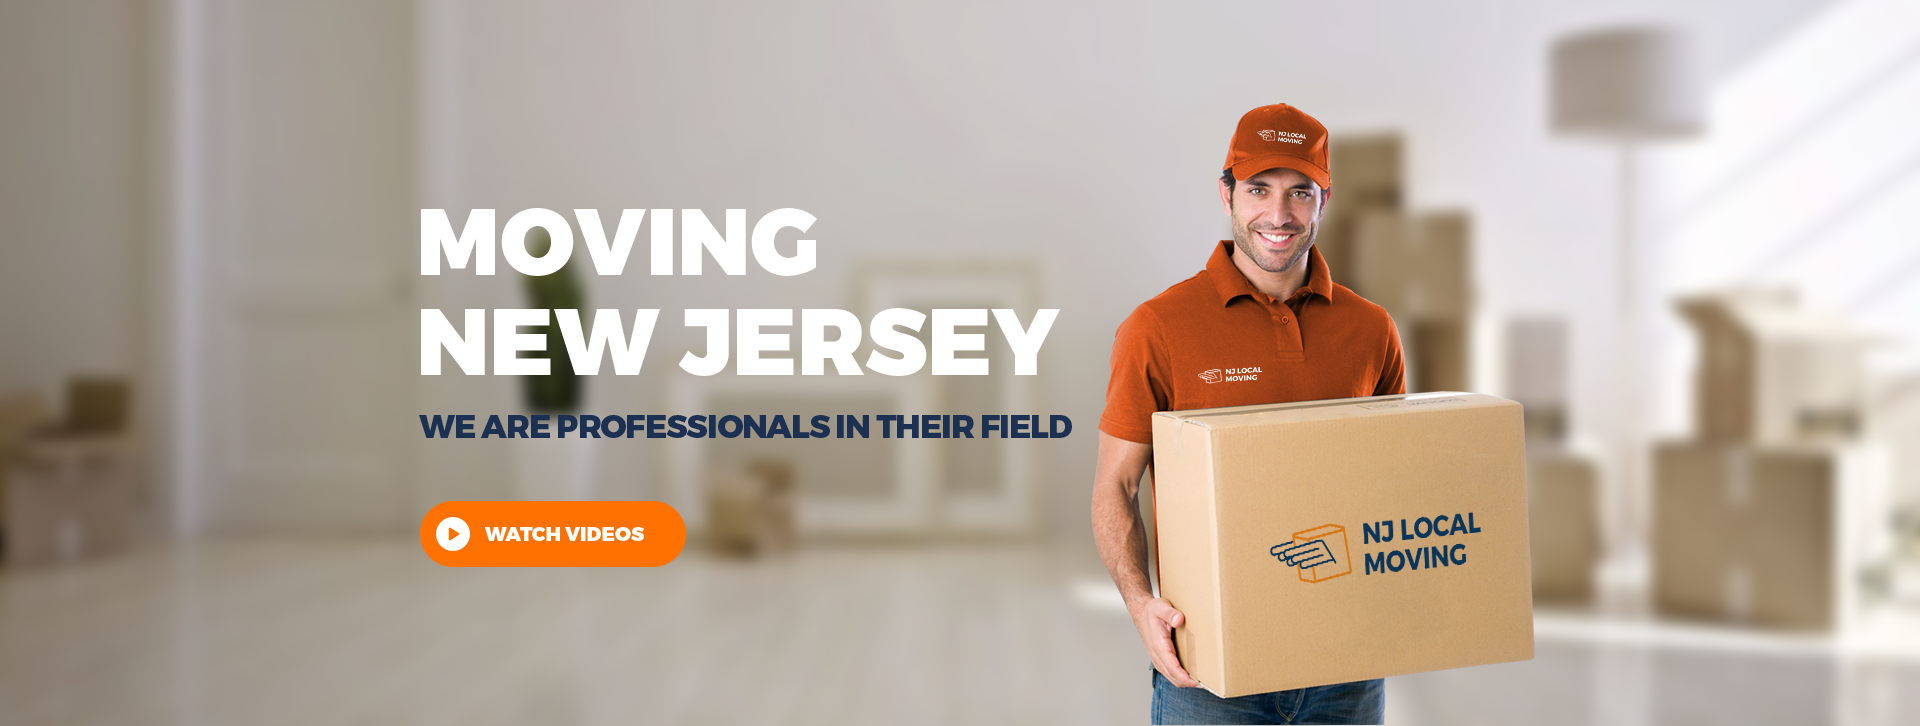 MOVING
NEW JERSEY
WE ARE PROFESSIONALS IN THEIR FIELD
WATCH VIDEOS
NJ LOCAL
MOVING
NJ LOCAL
MOVING
NJ LOCAL
MOVING